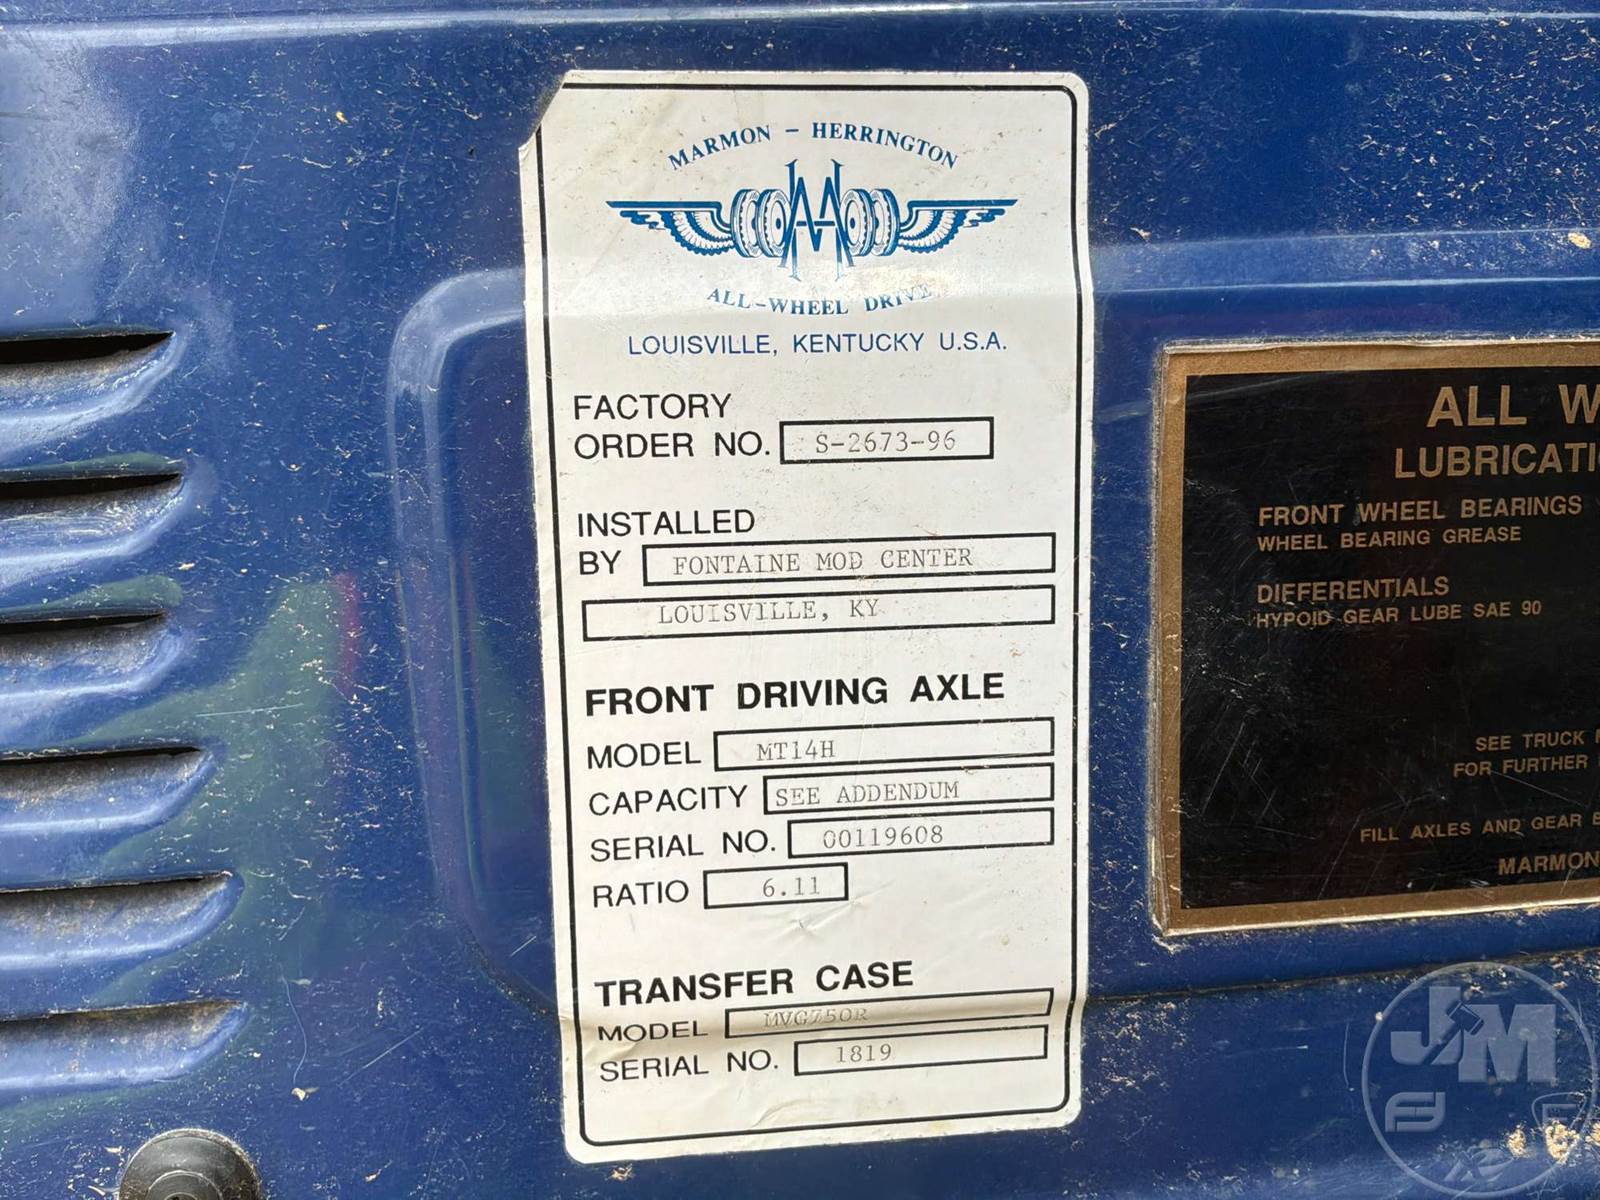 MARMON - HERRINGTON
ALL-WHEEL DRIVE
LOUISVILLE, KENTUCKY U.S.A.
FACTORY
ORDER NO. S-2673-96
INSTALLED
BY FONTAINE MOD CENTER
LOUISVILLE, KY
FRONT DRIVING AXLE
MODEL MT14H
CAPACITY SEE ADDENDUM
SERIAL NO. 00119608
RATIO 6.11
TRANSFER CASE
MODEL MVG750R
SERIAL NO. 1819
ALL W
LUBRICATI
FRONT WHEEL BEARINGS
WHEEL BEARING GREASE
DIFFERENTIALS
HYPOID GEAR LUBE SAE 90
SEE TRUCK
FOR FURTHER
FILL AXLES AND GEAR
MARMON
J&M